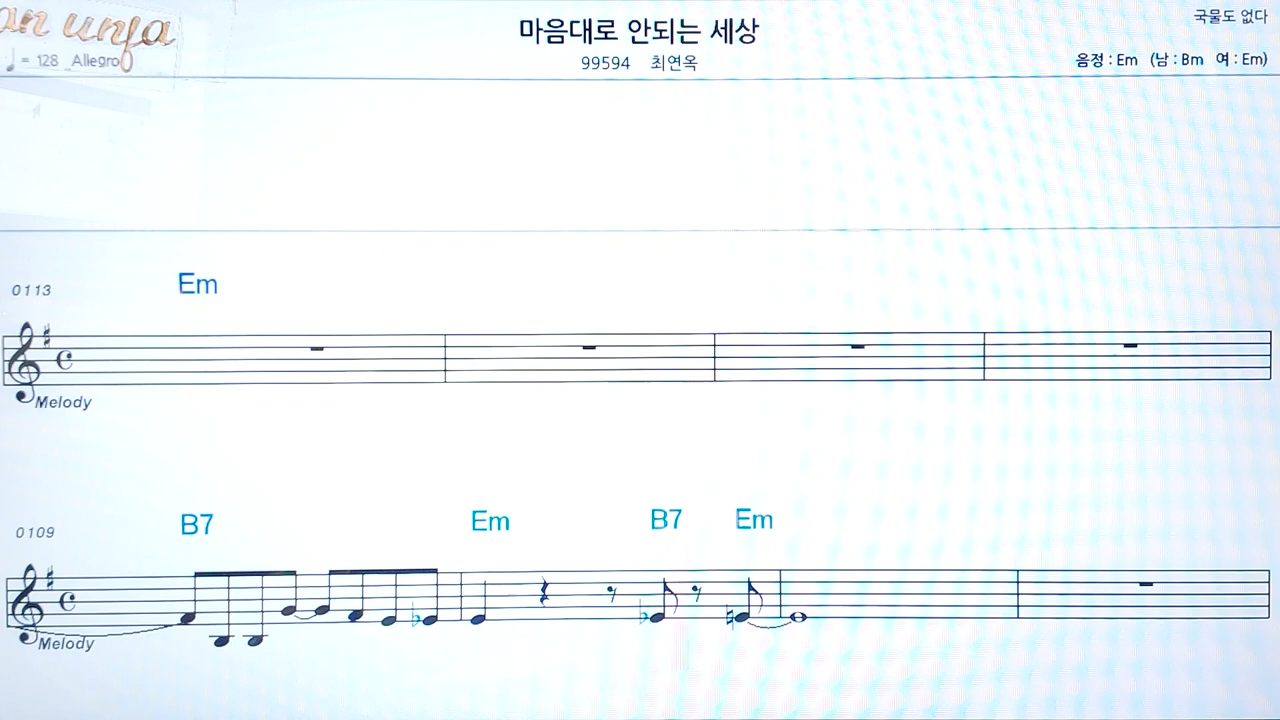 마음대로 안되는 세상
국물도 없다
♩ = 128 Allegro
99594 최연옥
음정 : Em (남 : Bm 여 : Em)
Em
0113
Melody
B7 Em B7 Em
0109
Melody